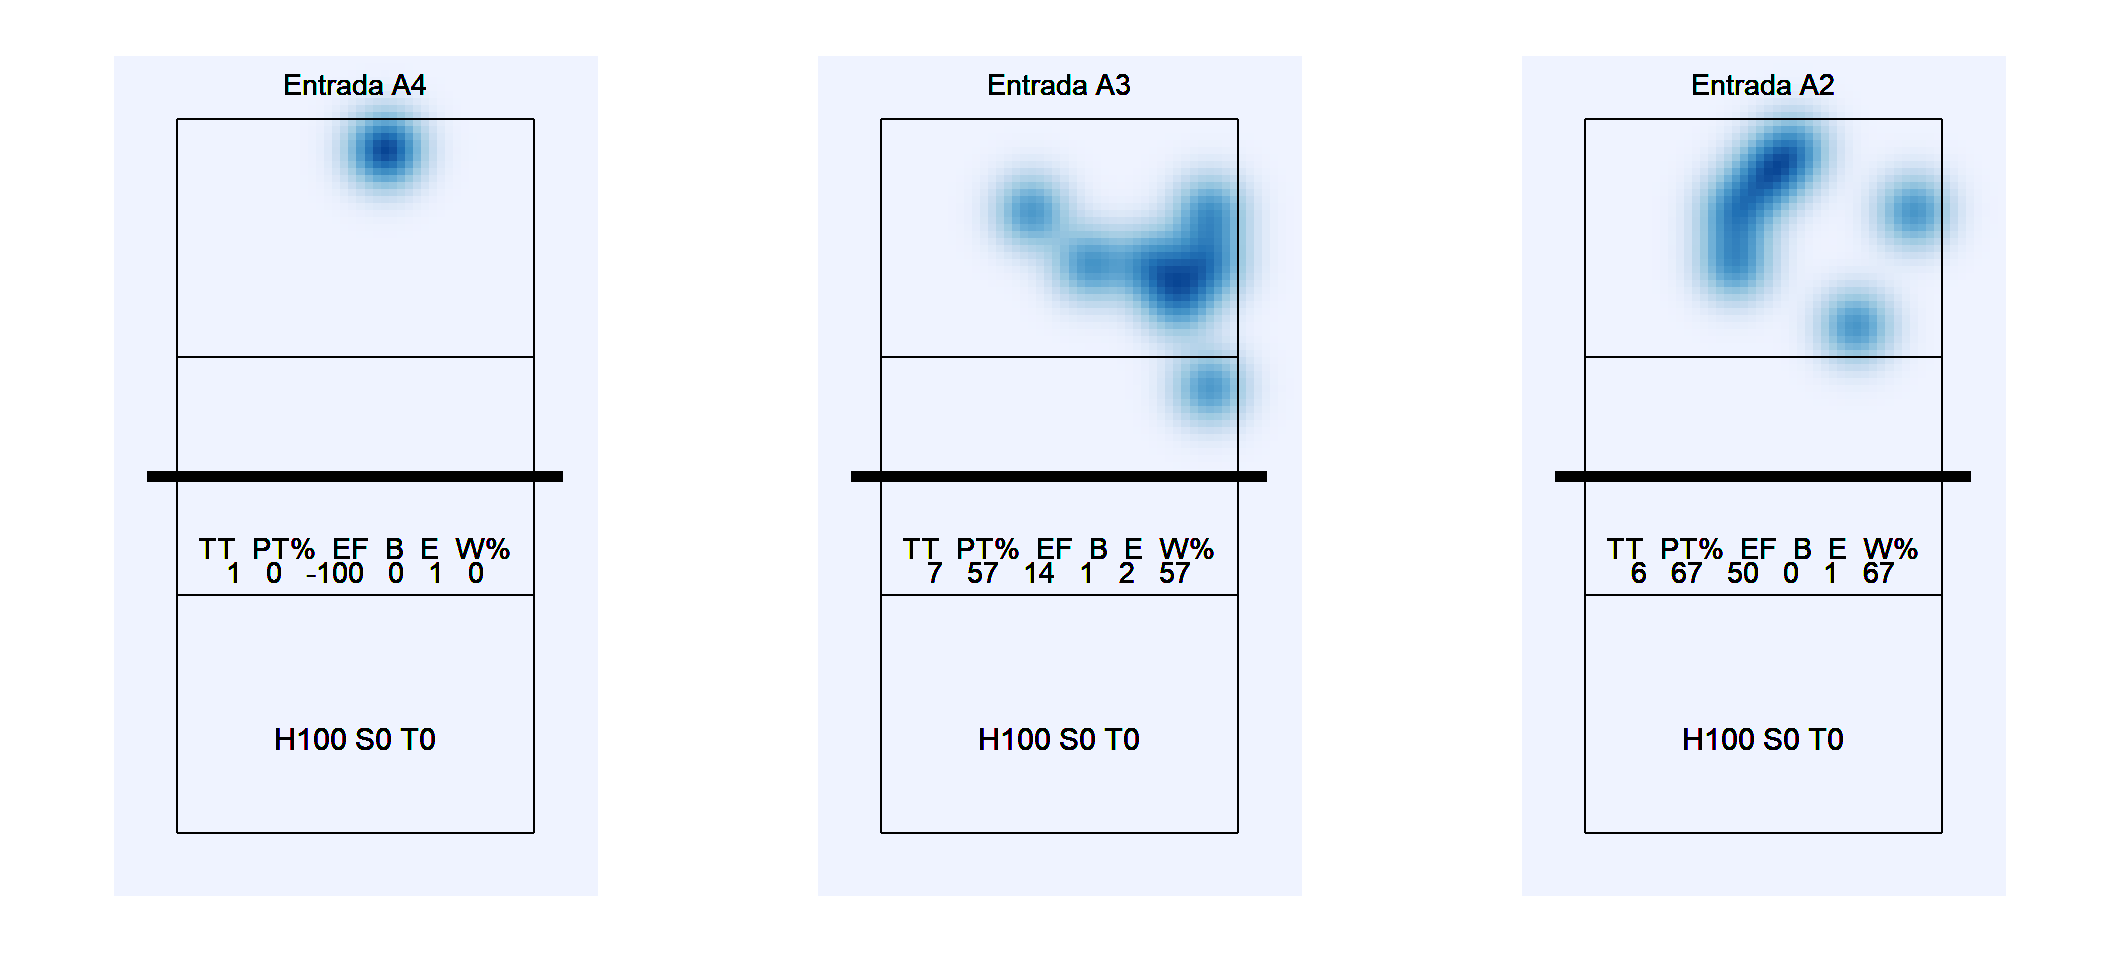 Entrada A4
TT PT% EF B E W%
1 0 -100 0 1 0
H100 S0 T0
Entrada A3
TT PT% EF B E W%
7 57 14 1 2 57
H100 S0 T0
Entrada A2
TT PT% EF B E W%
6 67 50 0 1 67
H100 S0 T0